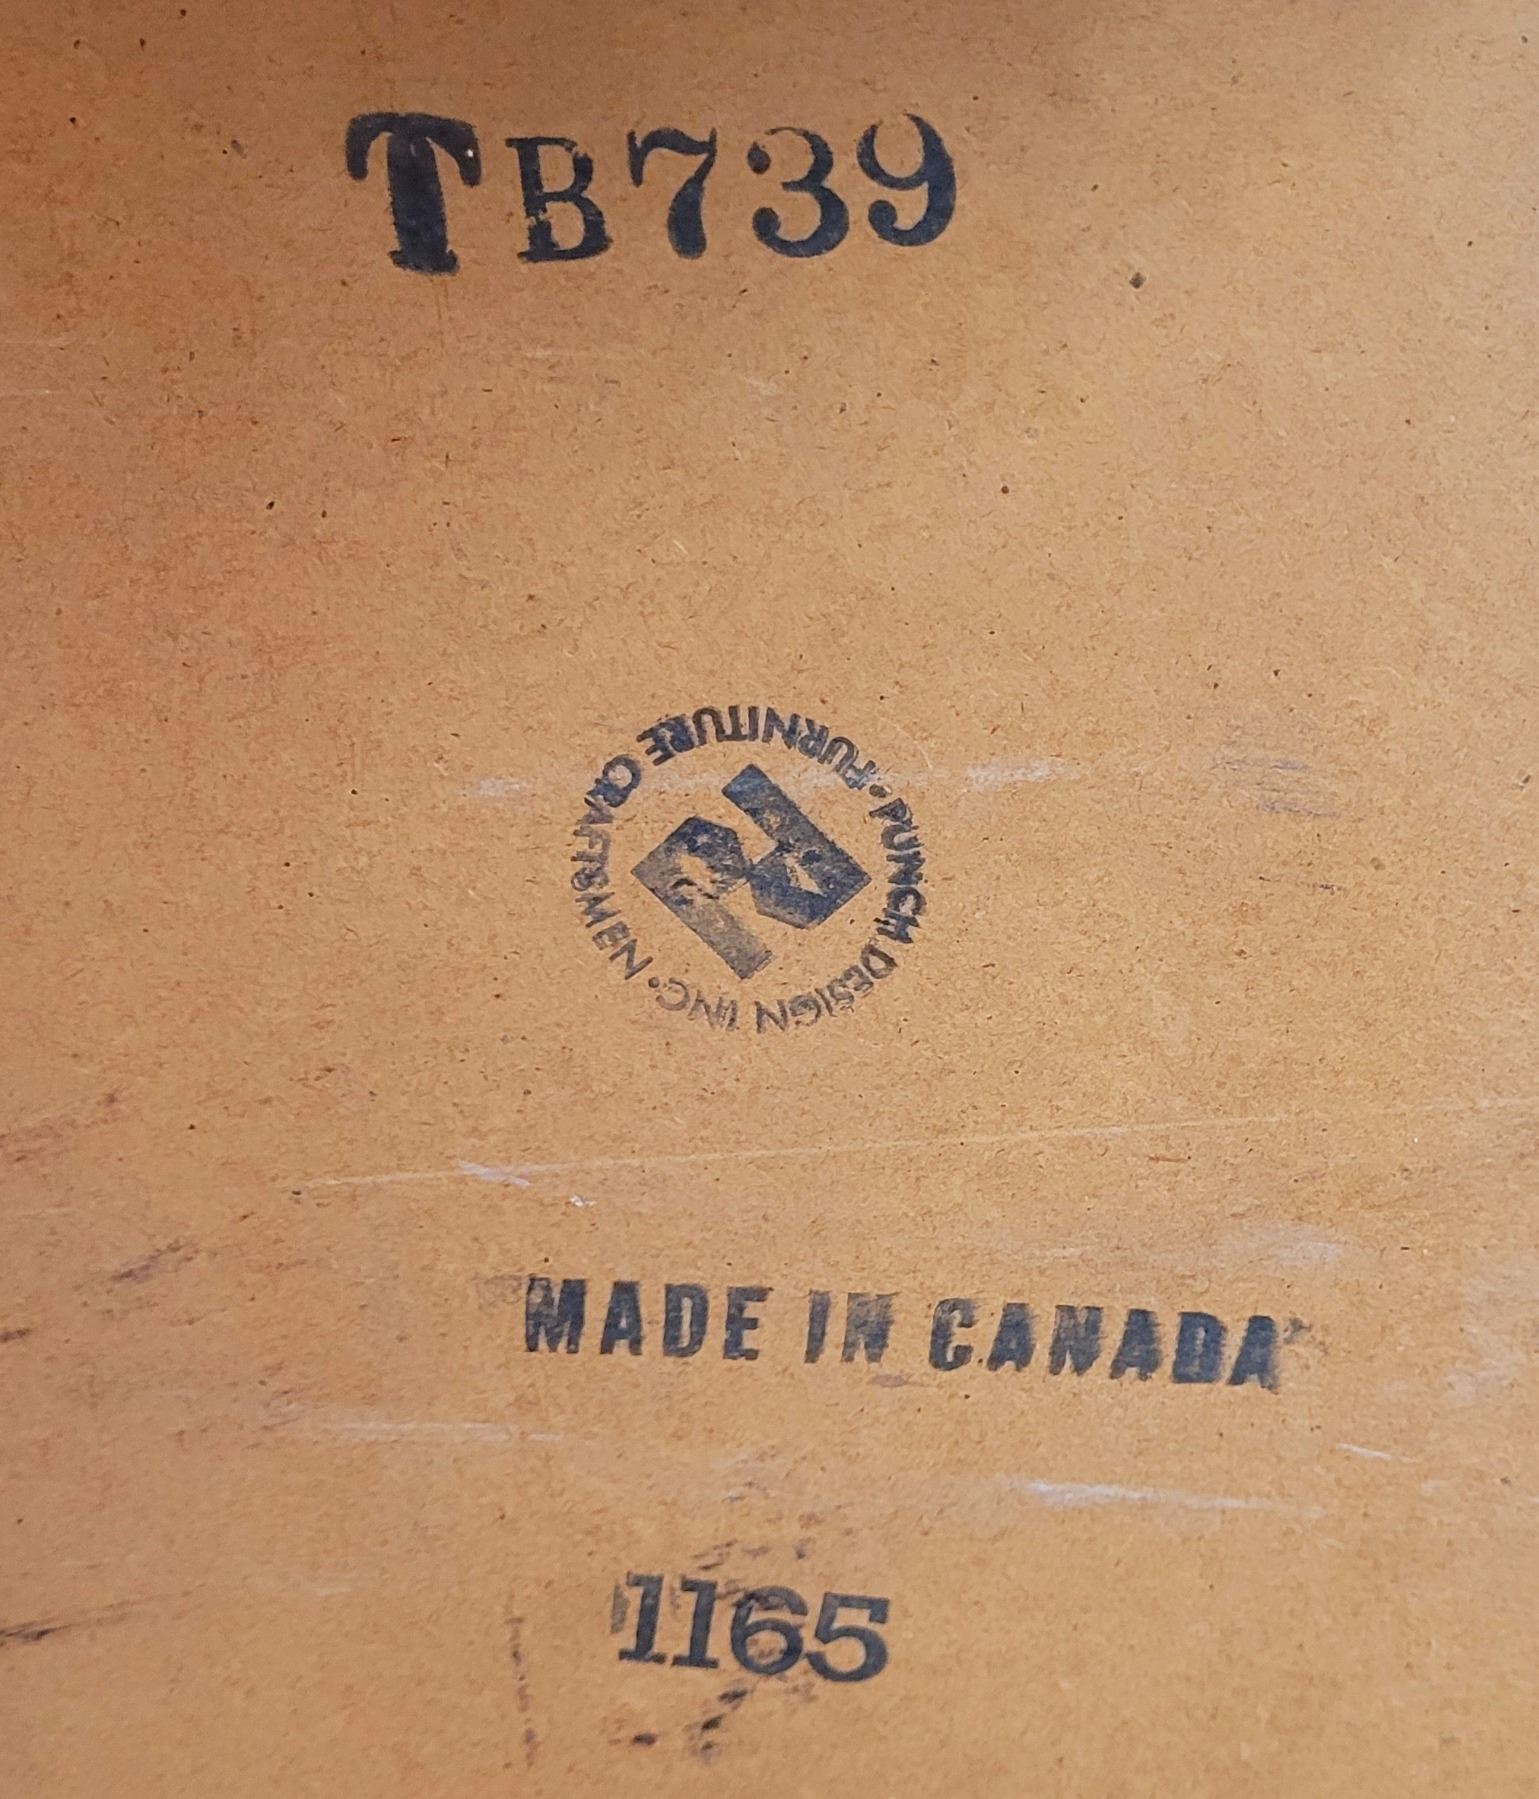 TB739
PUNCH DESIGN INC. • FURNITURE CRAFTSMEN •
MADE IN CANADA
1165